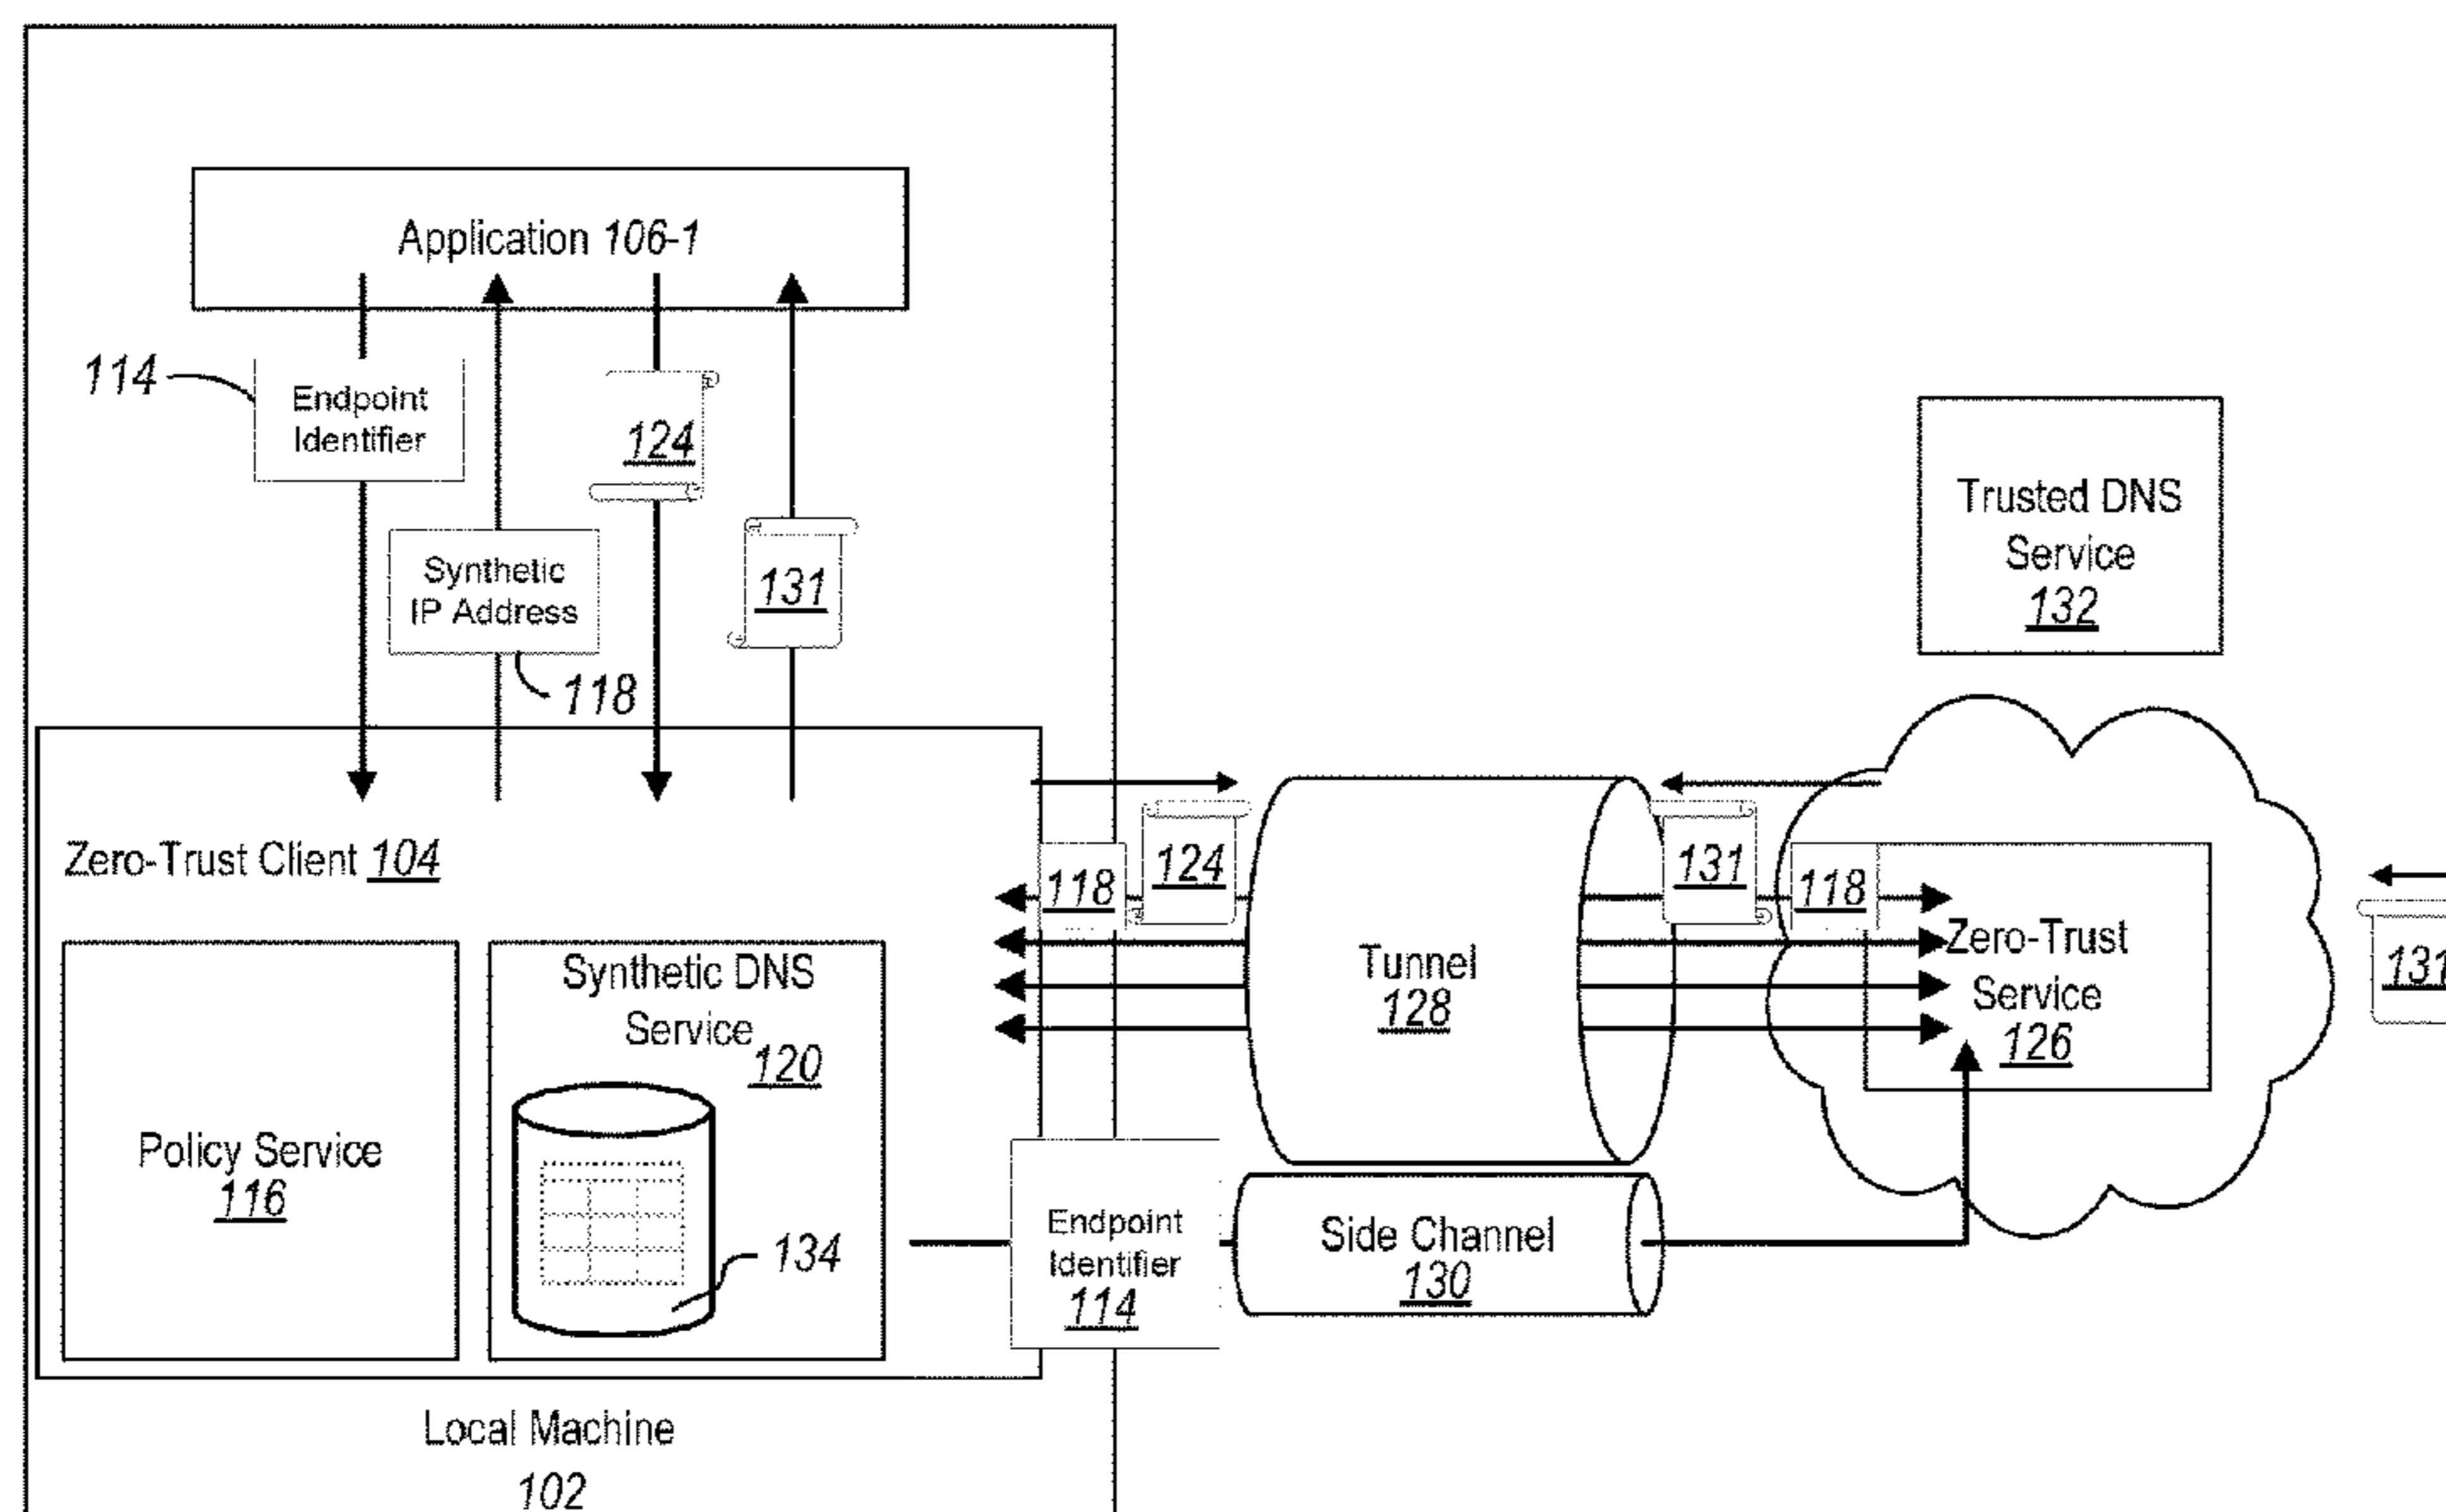 Application 106-1
114
Endpoint
Identifier
124
Synthetic
IP Address
118
131
Trusted DNS
Service
132
Zero-Trust Client 104
118
124
131
118
131
Zero-Trust
Service
126
Tunnel
128
Synthetic DNS
Service
120
Policy Service
116
134
Endpoint
Identifier
114
Side Channel
130
Local Machine
102